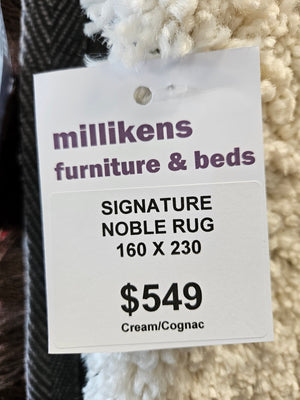 millikens
furniture & beds
SIGNATURE
NOBLE RUG
160 X 230
$549
Cream/Cognac